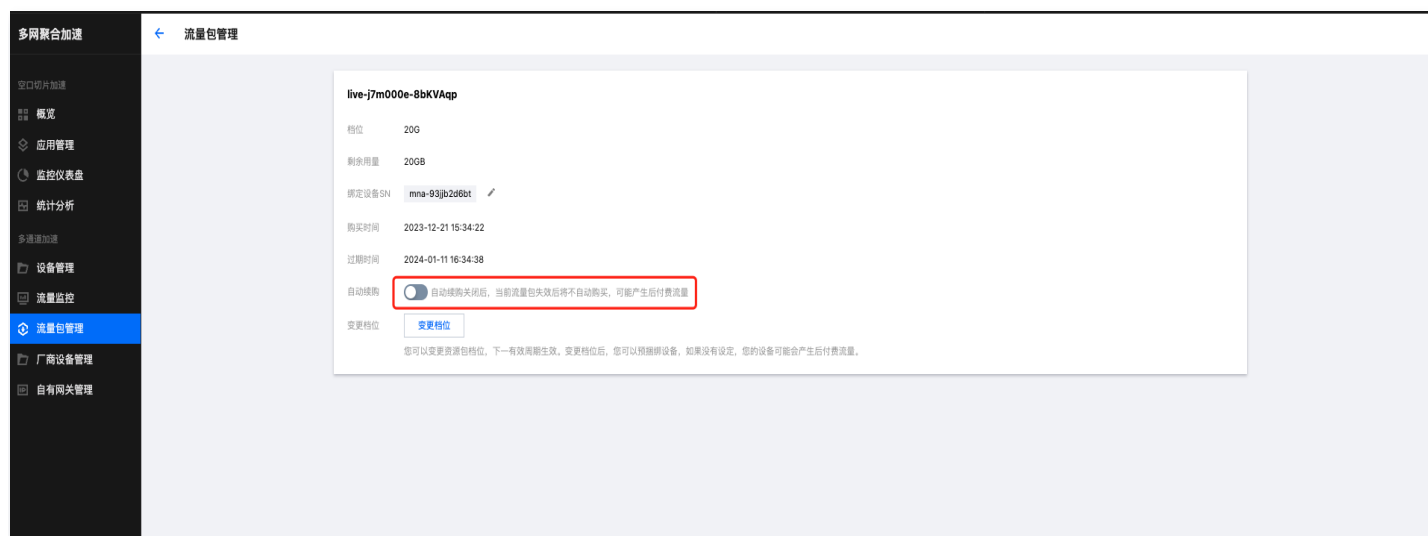 多网聚合加速
流量包管理
空口切片加速
概览
应用管理
监控仪表盘
统计分析
多通道加速
设备管理
流量监控
流量包管理
厂商设备管理
自有网关管理
live-j7m000e-8bKVAqp
档位 20G
剩余用量 20GB
绑定设备SN mna-93jjb2d6bt
购买时间 2023-12-21 15:34:22
过期时间 2024-01-11 16:34:38
自动续购 自动续购关闭后，当前流量包失效后将不自动购买，可能产生后付费流量
变更档位 变更档位
您可以变更资源包档位，下一有效周期生效。变更档位后，您可以预捆绑设备，如果没有设定，您的设备可能会产生后付费流量。